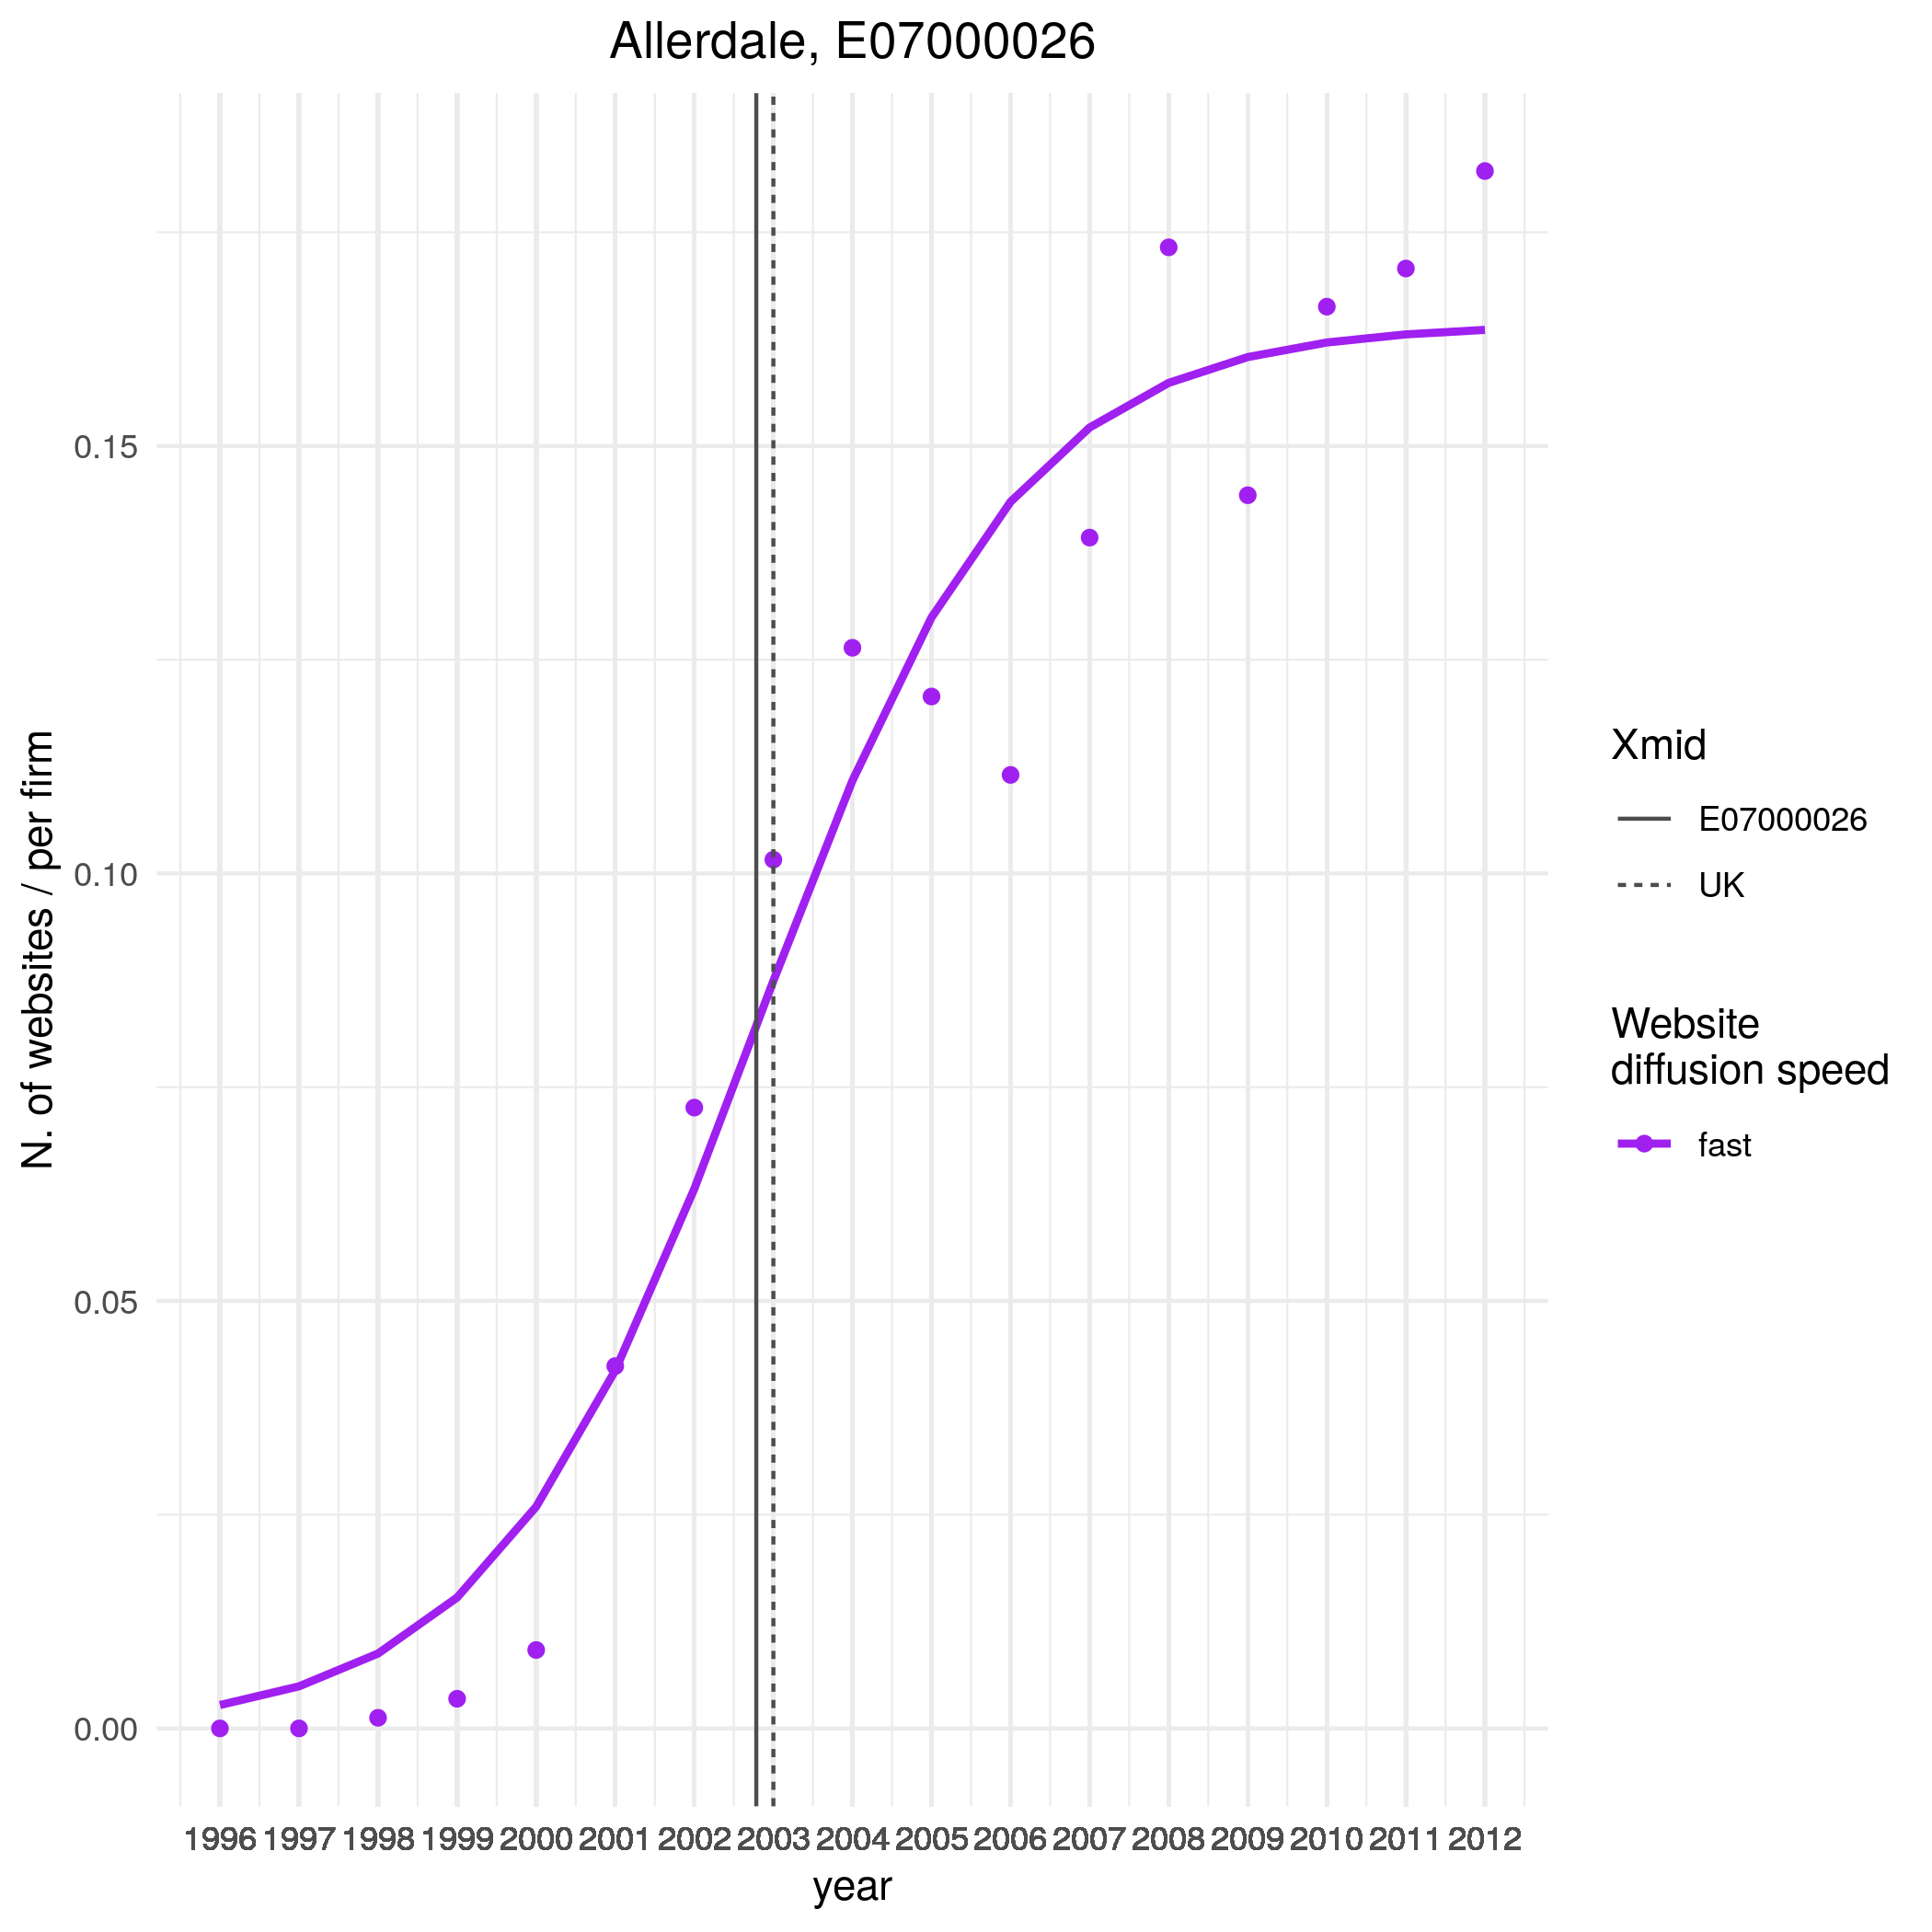 Allerdale, E07000026
N. of websites / per firm
0.15
0.10
0.05
0.00
1996 1997 1998 1999 2000 2001 2002 2003 2004 2005 2006 2007 2008 2009 2010 2011 2012
year
Xmid
E07000026
UK
Website
diffusion speed
fast